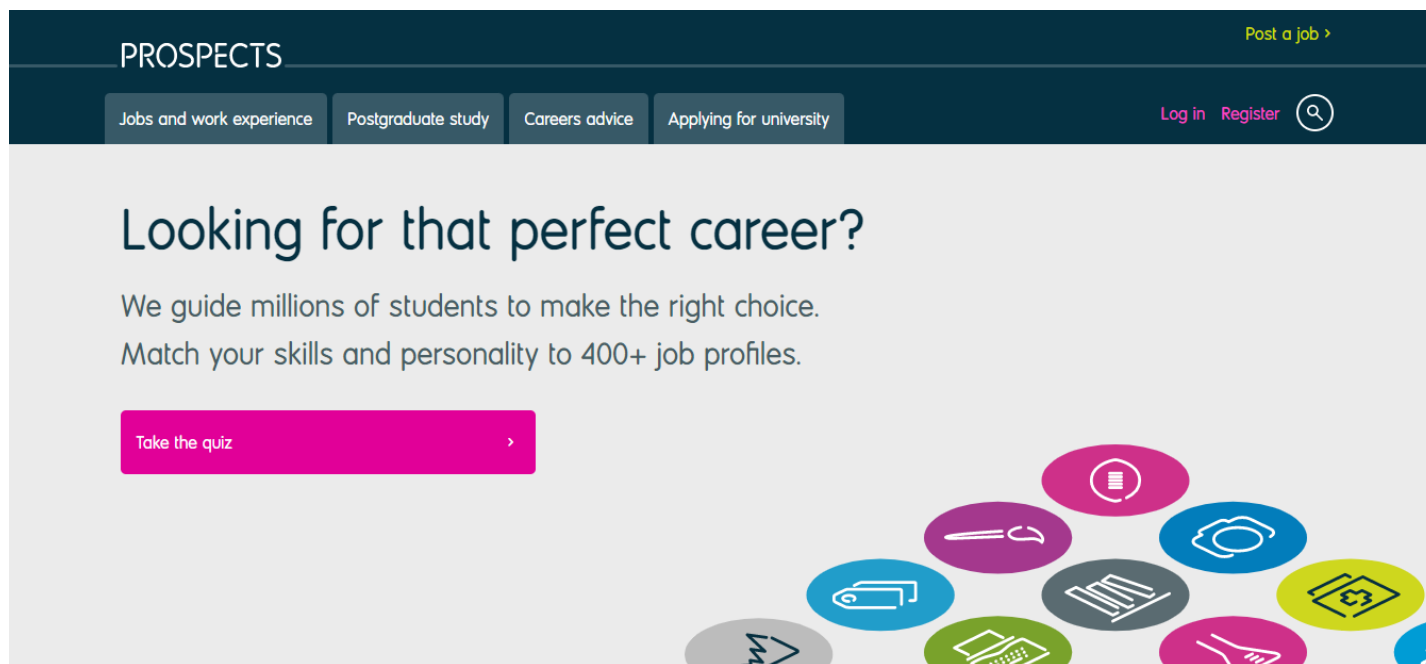 Post a job ›
PROSPECTS
Jobs and work experience
Postgraduate study
Careers advice
Applying for university
Log in
Register
Looking for that perfect career?
We guide millions of students to make the right choice.
Match your skills and personality to 400+ job profiles.
Take the quiz ›